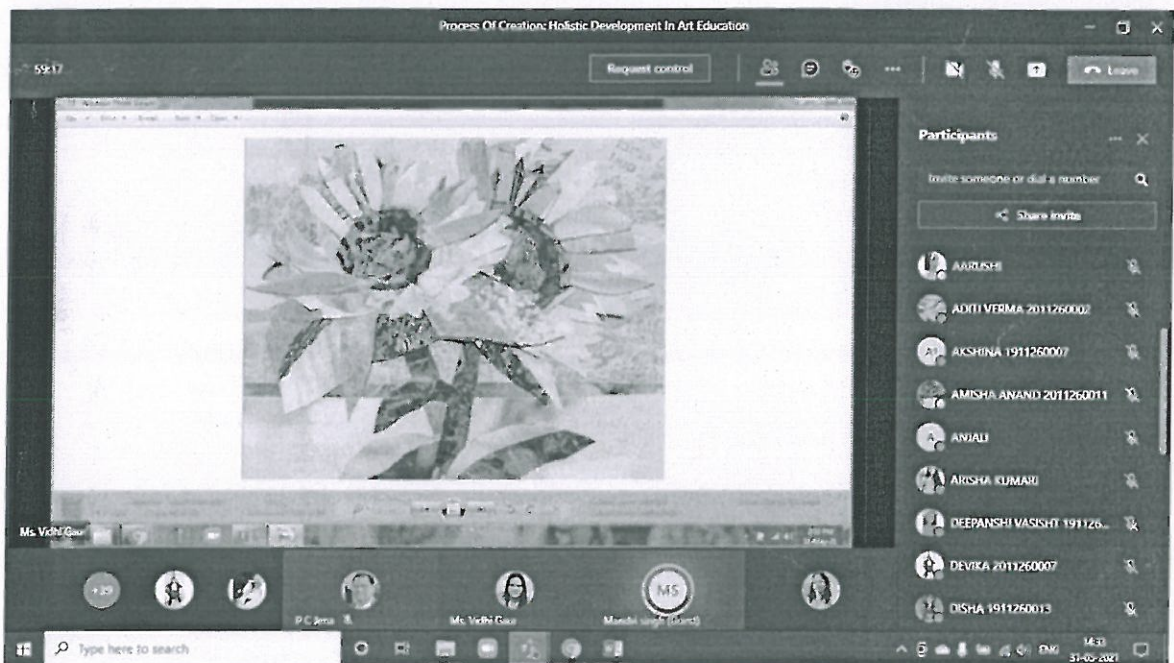 Process Of Creation: Holistic Development In Art Education
59:17
Request control
Leave
Participants
Invite someone or dial a number
Share invite
AARUSHI
ADITI VERMA 2011260002
AKSHINA 1911260007
AMISHA ANAND 2011260011
A
ANJALI
ARISHA KUMARI
DEEPANSHI VASISHT 191126...
DEVIKA 2011260007
DISHA 1911260013
Ms. Vidhi Gaur
+39
MS
P C Jena
Ms. Vidhi Gaur
Type here to search
ENG
14:33
31-05-2021